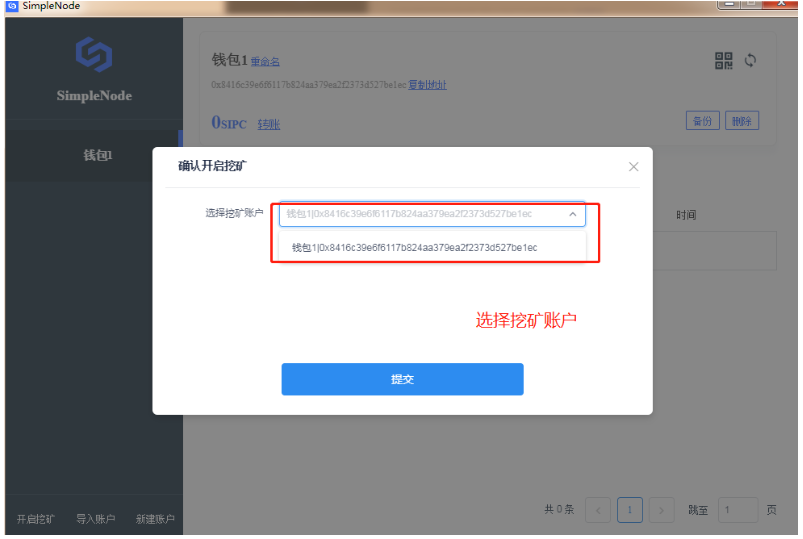 SimpleNode
SimpleNode
钱包1
钱包1 重命名
0x8416c39e6f6117b824aa379ea2f2373d527be1ec 复制地址
0SIPC 转账
备份 删除
确认开启挖矿
选择挖矿账户 钱包1|0x8416c39e6f6117b824aa379ea2f2373d527be1ec
钱包1|0x8416c39e6f6117b824aa379ea2f2373d527be1ec
时间
选择挖矿账户
提交
共 0 条 < 1 > 跳至 1 页
开启挖矿 导入账户 新建账户